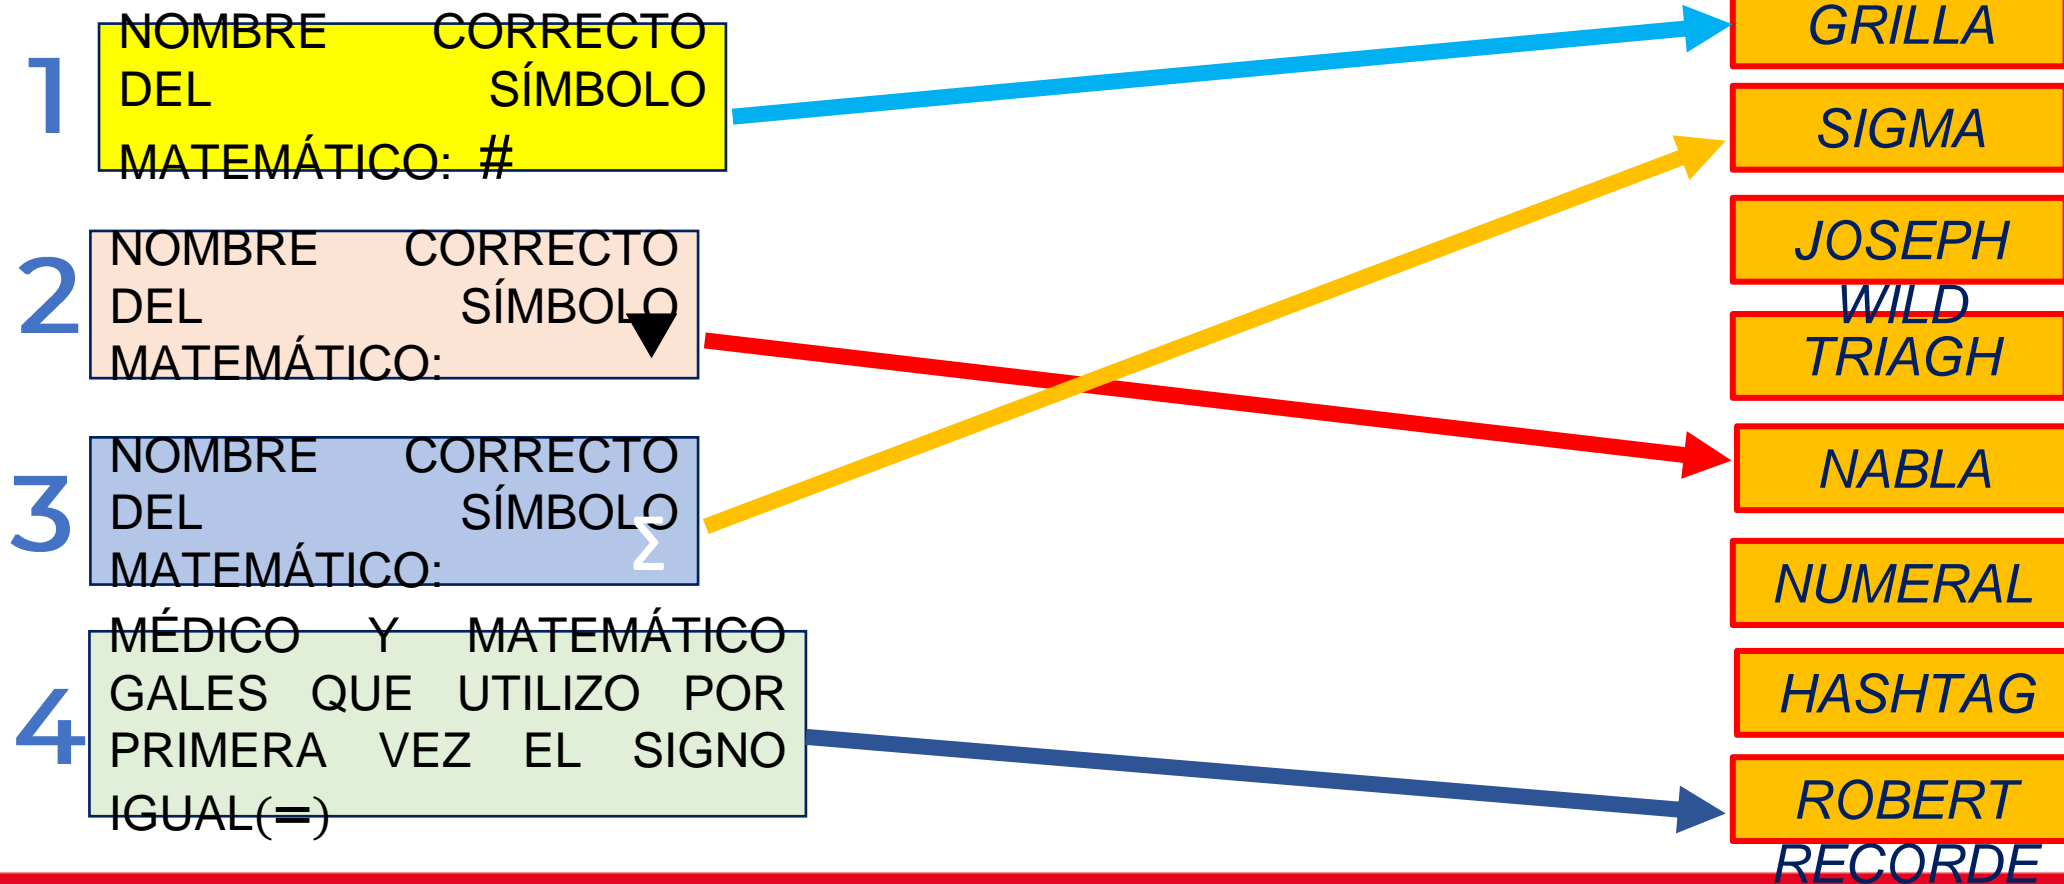 1
NOMBRE CORRECTO
DEL SÍMBOLO
MATEMÁTICO: #
2
NOMBRE CORRECTO
DEL SÍMBOLO
MATEMÁTICO: ▼
3
NOMBRE CORRECTO
DEL SÍMBOLO
MATEMÁTICO: Σ
4
MÉDICO Y MATEMÁTICO
GALES QUE UTILIZO POR
PRIMERA VEZ EL SIGNO
IGUAL(=)
GRILLA
SIGMA
JOSEPH
WILD
TRIAGH
NABLA
NUMERAL
HASHTAG
ROBERT
RECORDE